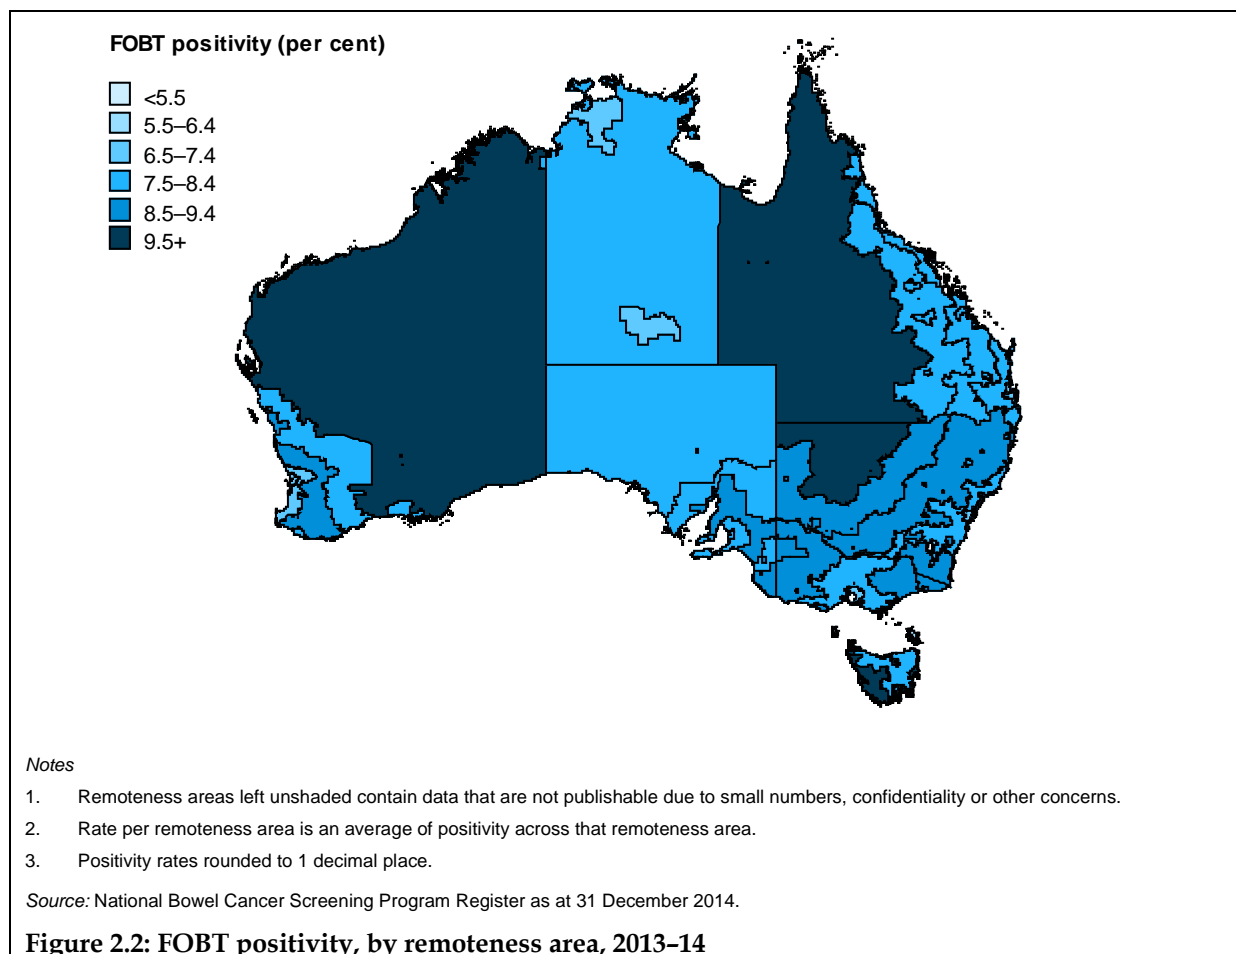 FOBT positivity (per cent)
<5.5
5.5–6.4
6.5–7.4
7.5–8.4
8.5–9.4
9.5+
Notes
1. Remoteness areas left unshaded contain data that are not publishable due to small numbers, confidentiality or other concerns.
2. Rate per remoteness area is an average of positivity across that remoteness area.
3. Positivity rates rounded to 1 decimal place.
Source: National Bowel Cancer Screening Program Register as at 31 December 2014.
Figure 2.2: FOBT positivity, by remoteness area, 2013–14